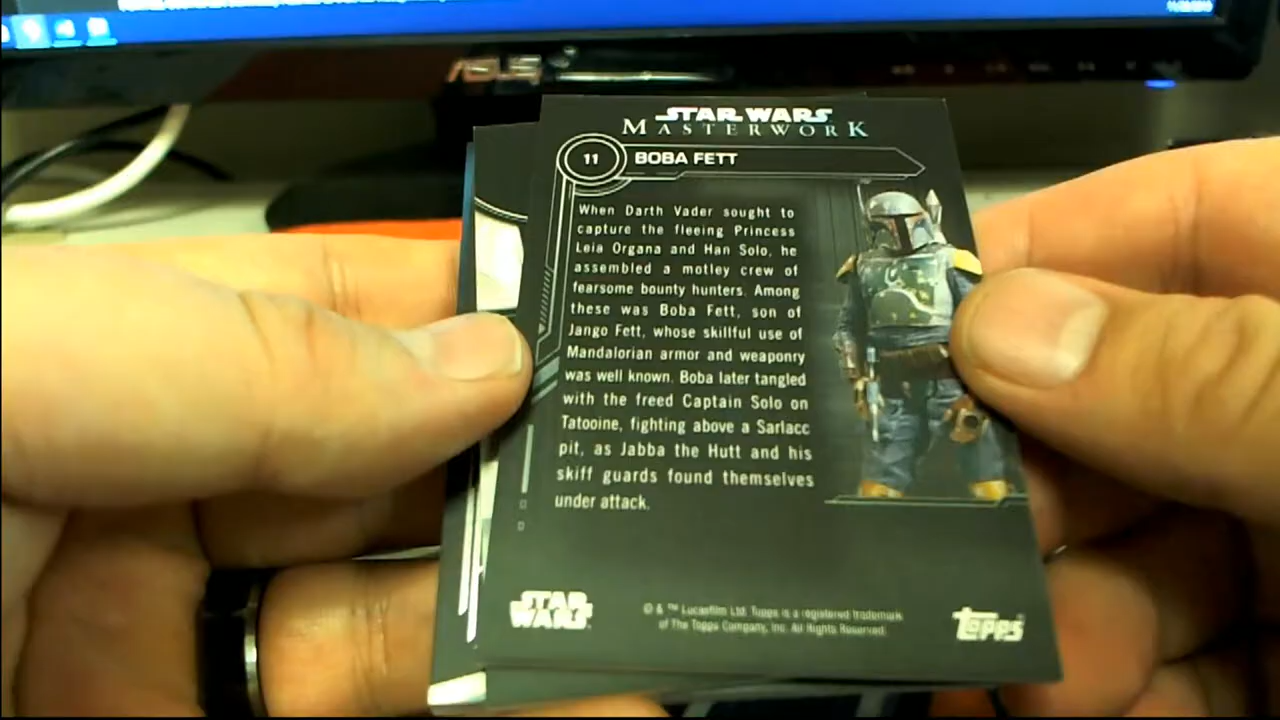 ASUS
STAR WARS
MASTERWORK
11
BOBA FETT
When Darth Vader sought to
capture the fleeing Princess
Leia Organa and Han Solo, he
assembled a motley crew of
fearsome bounty hunters. Among
these was Boba Fett, son of
Jango Fett, whose skillful use of
Mandalorian armor and weaponry
was well known. Boba later tangled
with the freed Captain Solo on
Tatooine, fighting above a Sarlacc
pit, as Jabba the Hutt and his
skiff guards found themselves
under attack.
STAR
WARS
© & ™ Lucasfilm Ltd. Topps is a registered trademark
of The Topps Company, Inc. All Rights Reserved.
TOPPS